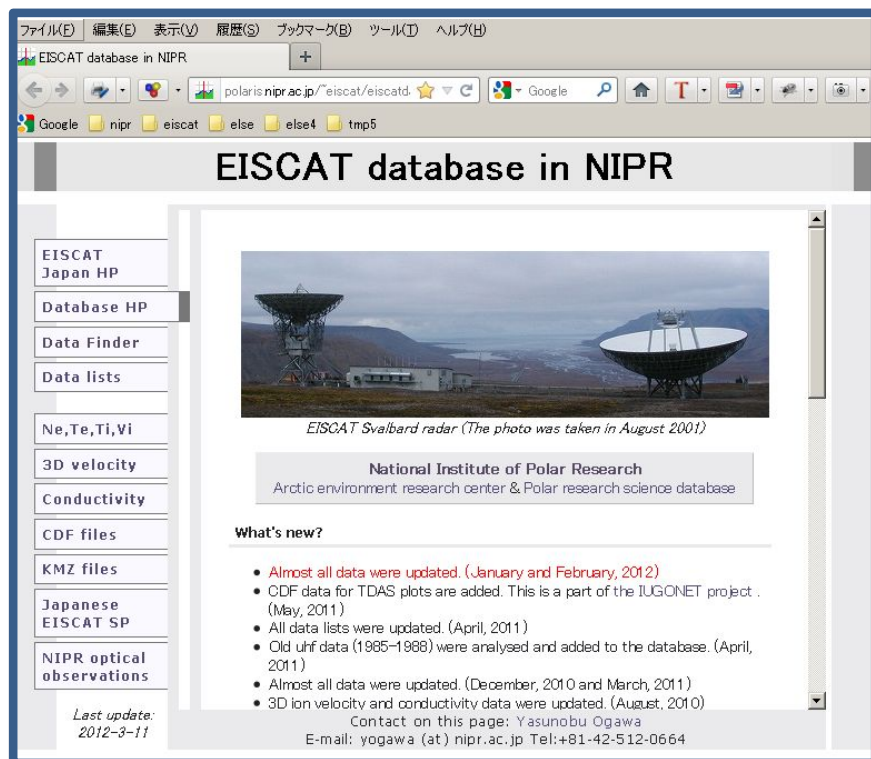 ファイル(F) 編集(E) 表示(V) 履歴(S) ブックマーク(B) ツール(T) ヘルプ(H)
EISCAT database in NIPR
polaris.nipr.ac.jp/~eiscat/eiscatd.
Google
Google nipr eiscat else else4 tmp5
EISCAT database in NIPR
EISCAT
Japan HP
Database HP
Data Finder
Data lists
Ne,Te,Ti,Vi
3D velocity
Conductivity
CDF files
KMZ files
Japanese
EISCAT SP
NIPR optical
observations
Last update:
2012-3-11
EISCAT Svalbard radar (The photo was taken in August 2001)
National Institute of Polar Research
Arctic environment research center & Polar research science database
What's new?
Almost all data were updated. (January and February, 2012)
CDF data for TDAS plots are added. This is a part of the IUGONET project .
(May, 2011)
All data lists were updated. (April, 2011)
Old uhf data (1985-1988) were analysed and added to the database. (April,
2011)
Almost all data were updated. (December, 2010 and March, 2011)
3D ion velocity and conductivity data were updated. (August, 2010)
Contact on this page: Yasunobu Ogawa
E-mail: yogawa (at) nipr.ac.jp Tel:+81-42-512-0664